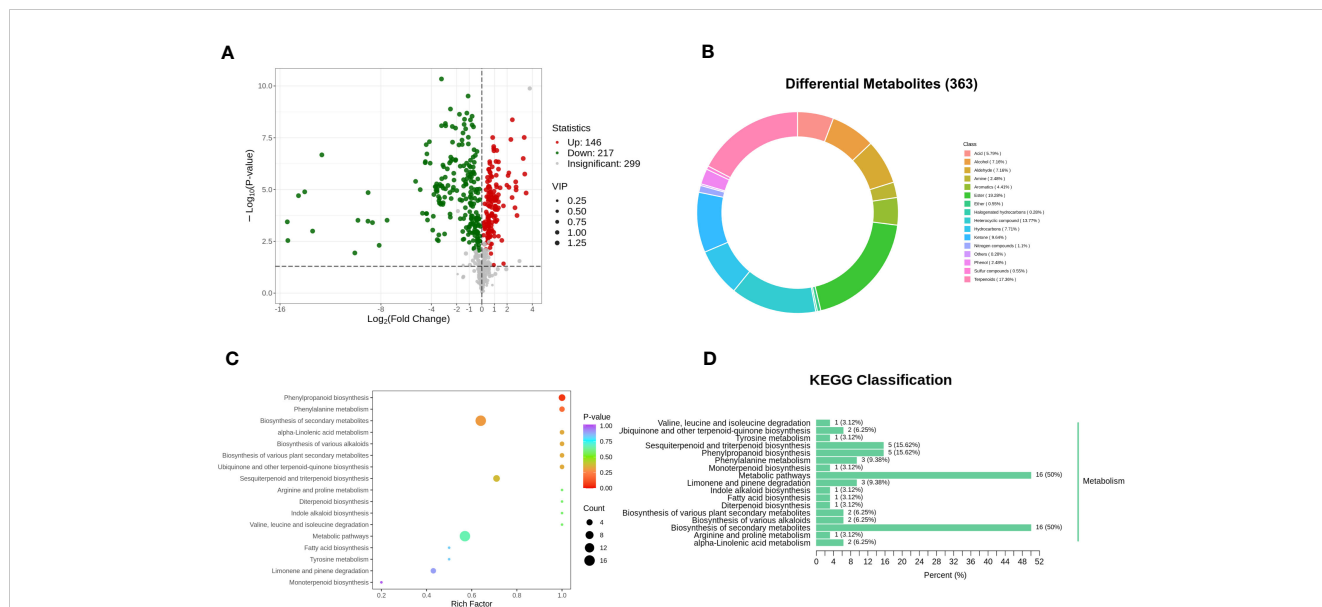 A
10.0
7.5
5.0
2.5
0.0
-16
-8
-4
-2
-1
0
1
2
4
– Log10(P-value)
Log2(Fold Change)
Statistics
Up: 146
Down: 217
Insignificant: 299
VIP
0.25
0.50
0.75
1.00
1.25
B
Differential Metabolites (363)
Class
Acid ( 5.79% )
Alcohol ( 7.16% )
Aldehyde ( 7.16% )
Amine ( 2.48% )
Aromatics ( 4.41% )
Ester ( 19.28% )
Ether ( 0.55% )
Halogenated hydrocarbons ( 0.28% )
Heterocyclic compound ( 13.77% )
Hydrocarbons ( 7.71% )
Ketone ( 9.64% )
Nitrogen compounds ( 1.1% )
Others ( 0.28% )
Phenol ( 2.48% )
Sulfur compounds ( 0.55% )
Terpenoids ( 17.36% )
C
Phenylpropanoid biosynthesis
Phenylalanine metabolism
Biosynthesis of secondary metabolites
alpha-Linolenic acid metabolism
Biosynthesis of various alkaloids
Biosynthesis of various plant secondary metabolites
Ubiquinone and other terpenoid-quinone biosynthesis
Sesquiterpenoid and triterpenoid biosynthesis
Arginine and proline metabolism
Diterpenoid biosynthesis
Indole alkaloid biosynthesis
Valine, leucine and isoleucine degradation
Metabolic pathways
Fatty acid biosynthesis
Tyrosine metabolism
Limonene and pinene degradation
Monoterpenoid biosynthesis
0.2
0.4
0.6
0.8
1.0
Rich Factor
P-value
1.00
0.75
0.50
0.25
0.00
Count
4
8
12
16
D
KEGG Classification
Valine, leucine and isoleucine degradation 1 (3.12%)
Ubiquinone and other terpenoid-quinone biosynthesis 2 (6.25%)
Tyrosine metabolism 1 (3.12%)
Sesquiterpenoid and triterpenoid biosynthesis 5 (15.62%)
Phenylpropanoid biosynthesis 5 (15.62%)
Phenylalanine metabolism 3 (9.38%)
Monoterpenoid biosynthesis 1 (3.12%)
Metabolic pathways 16 (50%)
Limonene and pinene degradation 3 (9.38%)
Indole alkaloid biosynthesis 1 (3.12%)
Fatty acid biosynthesis 1 (3.12%)
Diterpenoid biosynthesis 1 (3.12%)
Biosynthesis of various plant secondary metabolites 2 (6.25%)
Biosynthesis of various alkaloids 2 (6.25%)
Biosynthesis of secondary metabolites 16 (50%)
Arginine and proline metabolism 1 (3.12%)
alpha-Linolenic acid metabolism 2 (6.25%)
Metabolism
0 4 8 12 16 20 24 28 32 36 40 44 48 52
Percent (%)